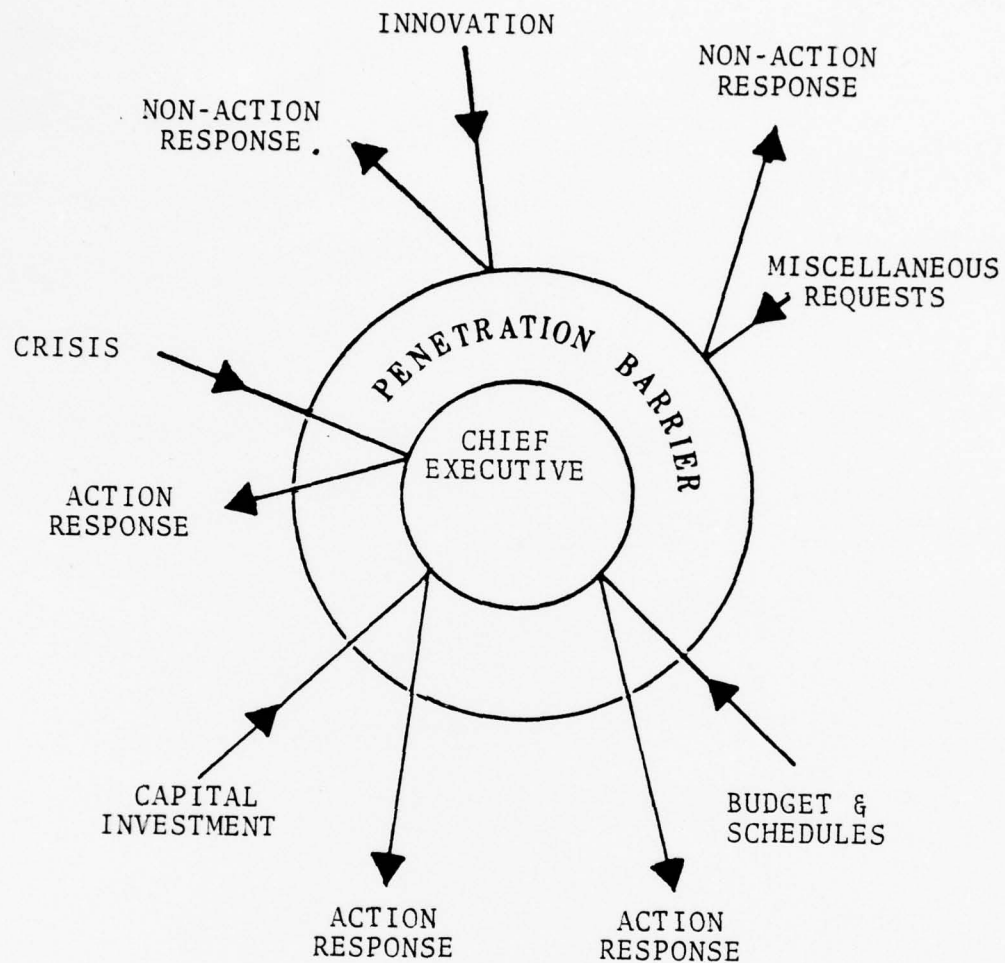 INNOVATION
NON-ACTION
RESPONSE
NON-ACTION
RESPONSE .
MISCELLANEOUS
REQUESTS
PENETRATION BARRIER
CRISIS
CHIEF
EXECUTIVE
ACTION
RESPONSE
CAPITAL
INVESTMENT
BUDGET &
SCHEDULES
ACTION
RESPONSE
ACTION
RESPONSE